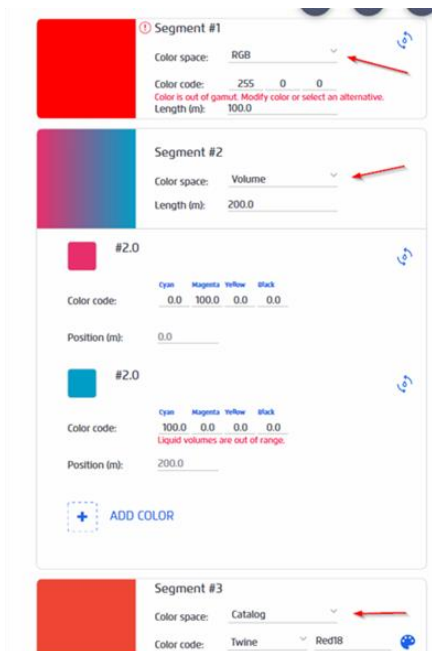 Segment #1
Color space: RGB
Color code: 255 0 0
Color is out of gamut. Modify color or select an alternative.
Length (m): 100.0
Segment #2
Color space: Volume
Length (m): 200.0
#2.0
Cyan Magenta Yellow Black
Color code: 0.0 100.0 0.0 0.0
Position (m): 0.0
#2.0
Cyan Magenta Yellow Black
Color code: 100.0 0.0 0.0 0.0
Liquid volumes are out of range.
Position (m): 200.0
+ ADD COLOR
Segment #3
Color space: Catalog
Color code: Twine Red18